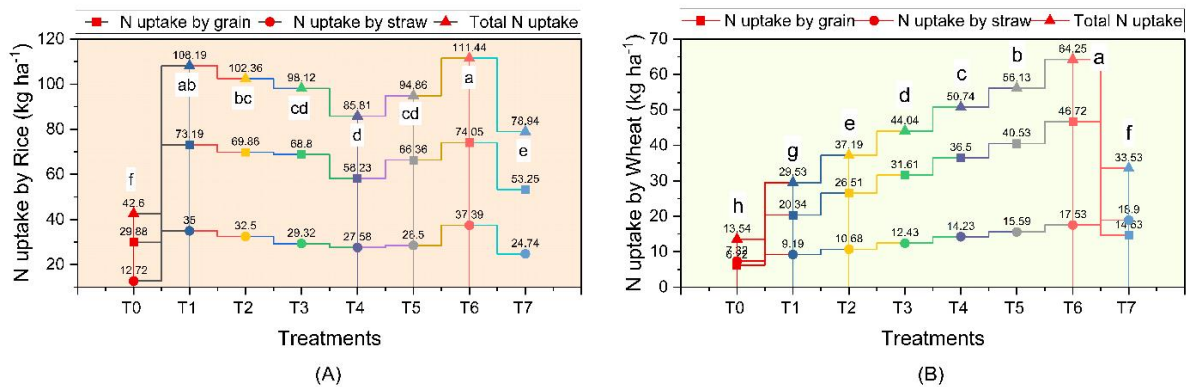 N uptake by grain N uptake by straw Total N uptake
N uptake by Rice (kg ha⁻¹)
120
100
80
60
40
20
42.6
29.88
12.72
f
108.19
73.19
35
ab
102.36
69.86
32.5
bc
98.12
68.8
29.32
cd
85.81
58.23
27.58
d
94.86
66.36
28.5
cd
111.44
74.05
37.39
a
78.94
53.25
24.74
e
T0 T1 T2 T3 T4 T5 T6 T7
Treatments
(A)
N uptake by grain N uptake by straw Total N uptake
N uptake by Wheat (kg ha⁻¹)
70
60
50
40
30
20
10
0
h
13.54
g
29.53
20.34
9.19
e
37.19
26.51
10.68
d
44.04
31.61
12.43
c
50.74
36.5
14.23
b
56.13
40.53
15.59
a
64.25
46.72
17.53
f
33.53
18.9
14.63
T0 T1 T2 T3 T4 T5 T6 T7
Treatments
(B)